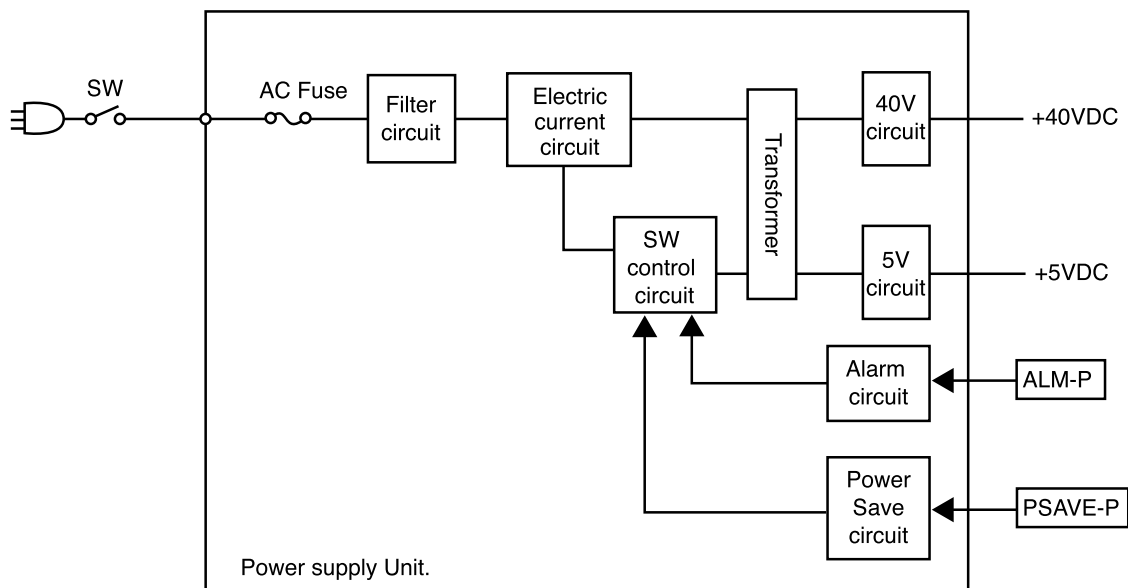 SW
AC Fuse
Filter
circuit
Electric
current
circuit
Transformer
40V
circuit
+40VDC
SW
control
circuit
5V
circuit
+5VDC
Alarm
circuit
ALM-P
Power
Save
circuit
PSAVE-P
Power supply Unit.